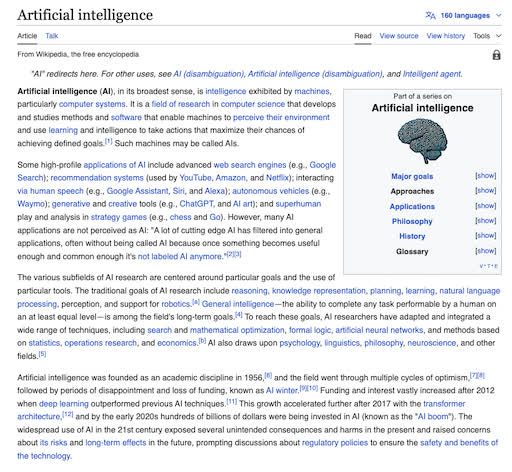 Artificial intelligence
160 languages
Article Talk
Read View source View history Tools
From Wikipedia, the free encyclopedia
"AI" redirects here. For other uses, see AI (disambiguation), Artificial intelligence (disambiguation), and Intelligent agent.
Artificial intelligence (AI), in its broadest sense, is intelligence exhibited by machines,
particularly computer systems. It is a field of research in computer science that develops
and studies methods and software that enable machines to perceive their environment
and use learning and intelligence to take actions that maximize their chances of
achieving defined goals.[1] Such machines may be called AIs.
Some high-profile applications of AI include advanced web search engines (e.g., Google
Search); recommendation systems (used by YouTube, Amazon, and Netflix); interacting
via human speech (e.g., Google Assistant, Siri, and Alexa); autonomous vehicles (e.g.,
Waymo); generative and creative tools (e.g., ChatGPT, and AI art); and superhuman
play and analysis in strategy games (e.g., chess and Go). However, many AI
applications are not perceived as AI: "A lot of cutting edge AI has filtered into general
applications, often without being called AI because once something becomes useful
enough and common enough it's not labeled AI anymore."[2][3]
Part of a series on
Artificial intelligence
Major goals [show]
Approaches [show]
Applications [show]
Philosophy [show]
History [show]
Glossary [show]
V·T·E
The various subfields of AI research are centered around particular goals and the use of
particular tools. The traditional goals of AI research include reasoning, knowledge representation, planning, learning, natural language
processing, perception, and support for robotics.[a] General intelligence—the ability to complete any task performable by a human on
an at least equal level—is among the field's long-term goals.[4] To reach these goals, AI researchers have adapted and integrated a
wide range of techniques, including search and mathematical optimization, formal logic, artificial neural networks, and methods based
on statistics, operations research, and economics.[b] AI also draws upon psychology, linguistics, philosophy, neuroscience, and other
fields.[5]
Artificial intelligence was founded as an academic discipline in 1956,[6] and the field went through multiple cycles of optimism,[7][8]
followed by periods of disappointment and loss of funding, known as AI winter.[9][10] Funding and interest vastly increased after 2012
when deep learning outperformed previous AI techniques.[11] This growth accelerated further after 2017 with the transformer
architecture,[12] and by the early 2020s hundreds of billions of dollars were being invested in AI (known as the "AI boom"). The
widespread use of AI in the 21st century exposed several unintended consequences and harms in the present and raised concerns
about its risks and long-term effects in the future, prompting discussions about regulatory policies to ensure the safety and benefits of
the technology.